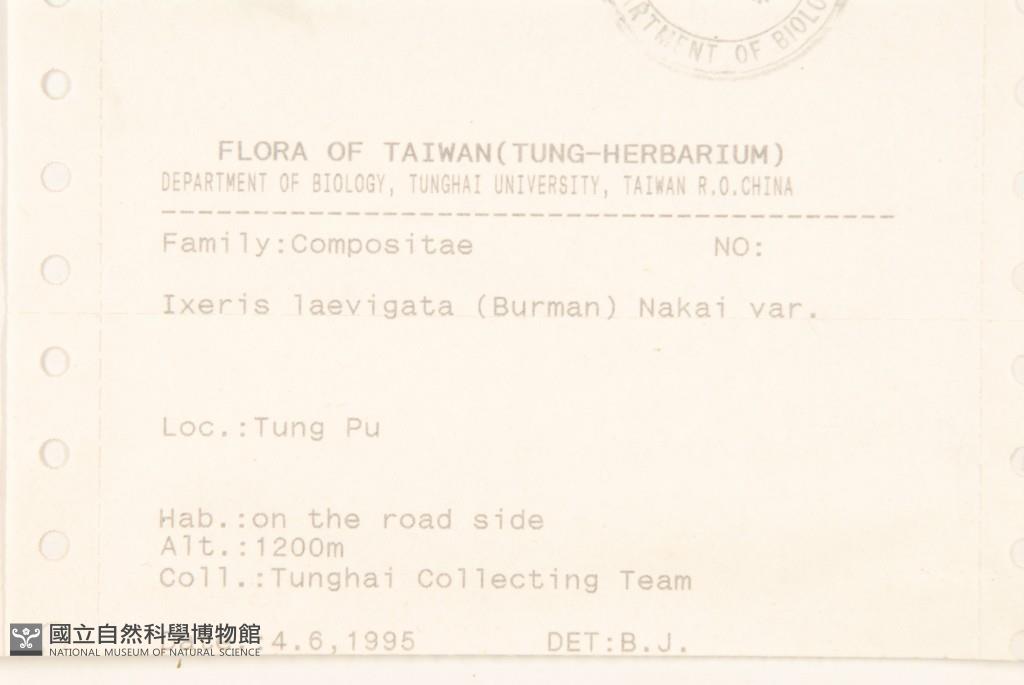 RTMENT OF BIOLO
FLORA OF TAIWAN(TUNG-HERBARIUM)
DEPARTMENT OF BIOLOGY, TUNGHAI UNIVERSITY, TAIWAN R.O.CHINA
Family:Compositae NO:
Ixeris laevigata (Burman) Nakai var.
Loc.:Tung Pu
Hab.:on the road side
Alt.:1200m
Coll.:Tunghai Collecting Team
4.6,1995 DET:B.J.
國立自然科學博物館
NATIONAL MUSEUM OF NATURAL SCIENCE